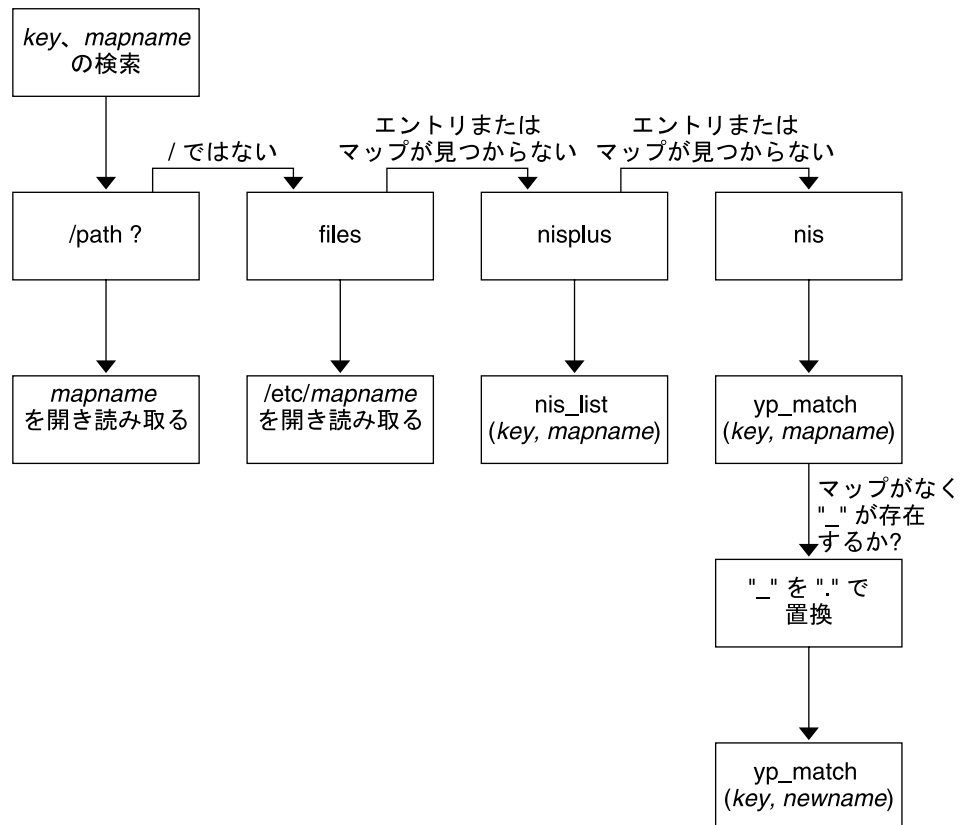 key、mapname
の検索
/ ではない
エントリまたは
マップが見つからない
エントリまたは
マップが見つからない
/path ?
files
nisplus
nis
mapname
を開き読み取る
/etc/mapname
を開き読み取る
nis_list
(key, mapname)
yp_match
(key, mapname)
マップがなく
"_" が存在
するか?
"_" を "." で
置換
yp_match
(key, newname)